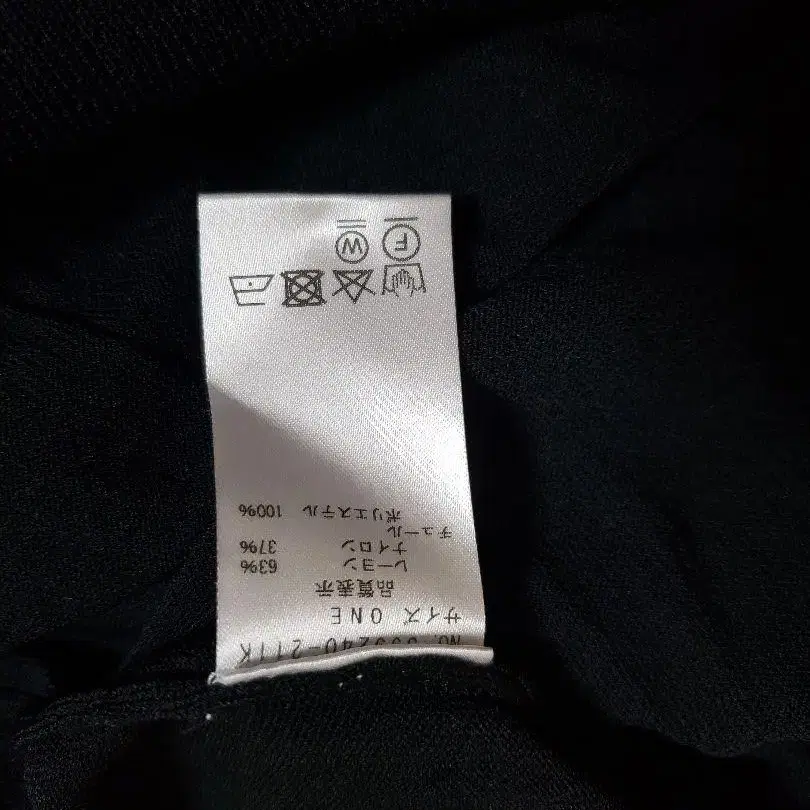 サイズ ONE
品質表示
レーヨン 63%
ナイロン 37%
チュール
ポリエステル 100%
F
W